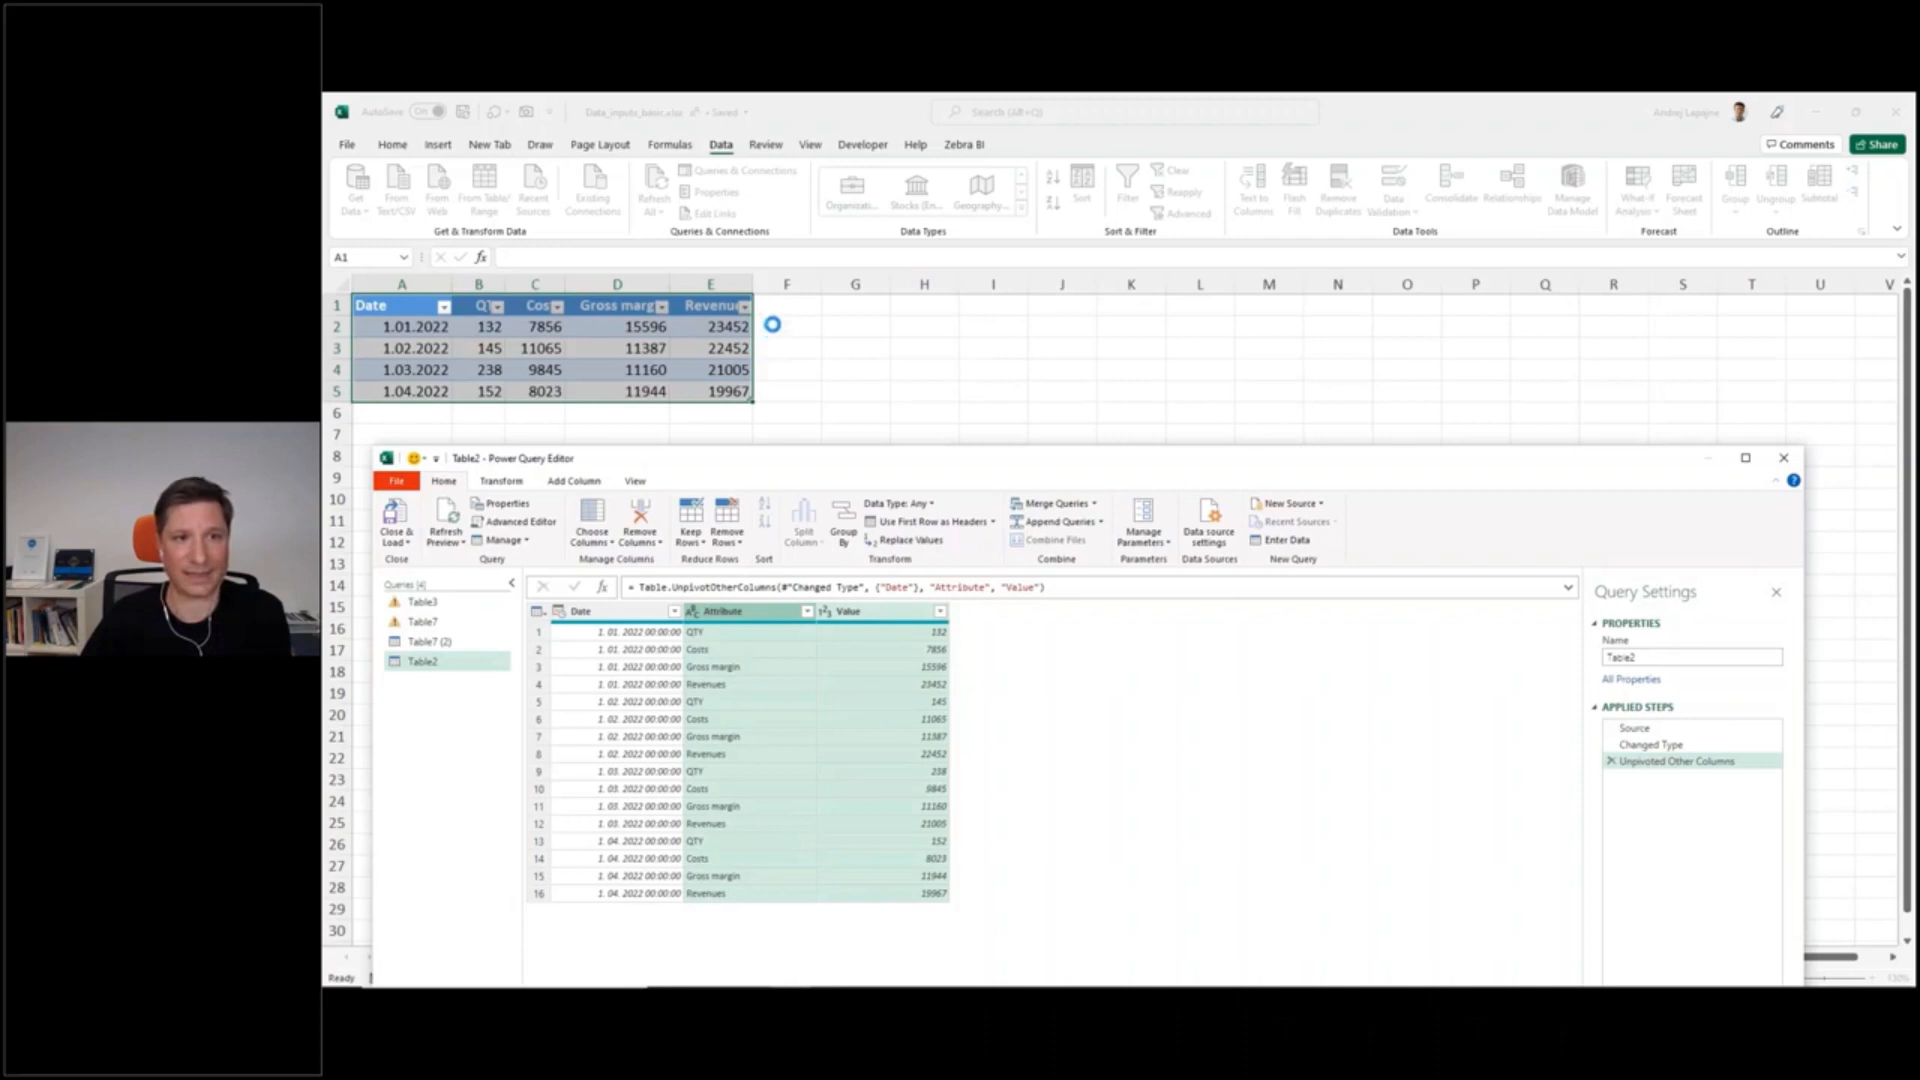 AutoSave On Data_inputs_basic.xlsx • Saved Search (Alt+Q) Andrej Lapajne
File Home Insert New Tab Draw Page Layout Formulas Data Review View Developer Help Zebra BI Comments Share
Get Data From Text/CSV From Web From Table/Range Recent Sources Existing Connections Refresh All Queries & Connections Properties Edit Links
Organizati... Stocks (En... Geography... Sort Filter Clear Reapply Advanced
Text to Columns Flash Fill Remove Duplicates Data Validation Consolidate Relationships Manage Data Model What-If Analysis Forecast Sheet Group Ungroup Subtotal
Get & Transform Data Queries & Connections Data Types Sort & Filter Data Tools Forecast Outline
A1 fx
A B C D E F G H I J K L M N O P Q R S T U V
1 Date Cos Gross marg Revenue
2 1.01.2022 132 7856 15596 23452
3 1.02.2022 145 11065 11387 22452
4 1.03.2022 238 9845 11160 21005
5 1.04.2022 152 8023 11944 19967
6
7
8
9
10
11
12
13
14
15
16
17
18
19
20
21
22
23
24
25
26
27
28
29
30
Ready 130%
Table2 - Power Query Editor
File Home Transform Add Column View
Close & Load Refresh Preview Properties Advanced Editor Manage
Choose Columns Remove Columns Keep Rows Remove Rows Split Column Group By
Data Type: Any Use First Row as Headers Replace Values
Merge Queries Append Queries Combine Files
Manage Parameters Data source settings New Source Recent Sources Enter Data
Close Query Manage Columns Reduce Rows Sort Transform Combine Parameters Data Sources New Query
Queries [4]
Table3
Table7
Table7 (2)
Table2
fx = Table.UnpivotOtherColumns(#"Changed Type", {"Date"}, "Attribute", "Value")
Date ABC Attribute 123 Value
1 1. 01. 2022 00:00:00 QTY 132
2 1. 01. 2022 00:00:00 Costs 7856
3 1. 01. 2022 00:00:00 Gross margin 15596
4 1. 01. 2022 00:00:00 Revenues 23452
5 1. 02. 2022 00:00:00 QTY 145
6 1. 02. 2022 00:00:00 Costs 11065
7 1. 02. 2022 00:00:00 Gross margin 11387
8 1. 02. 2022 00:00:00 Revenues 22452
9 1. 03. 2022 00:00:00 QTY 238
10 1. 03. 2022 00:00:00 Costs 9845
11 1. 03. 2022 00:00:00 Gross margin 11160
12 1. 03. 2022 00:00:00 Revenues 21005
13 1. 04. 2022 00:00:00 QTY 152
14 1. 04. 2022 00:00:00 Costs 8023
15 1. 04. 2022 00:00:00 Gross margin 11944
16 1. 04. 2022 00:00:00 Revenues 19967
Query Settings
PROPERTIES
Name
Table2
All Properties
APPLIED STEPS
Source
Changed Type
Unpivoted Other Columns